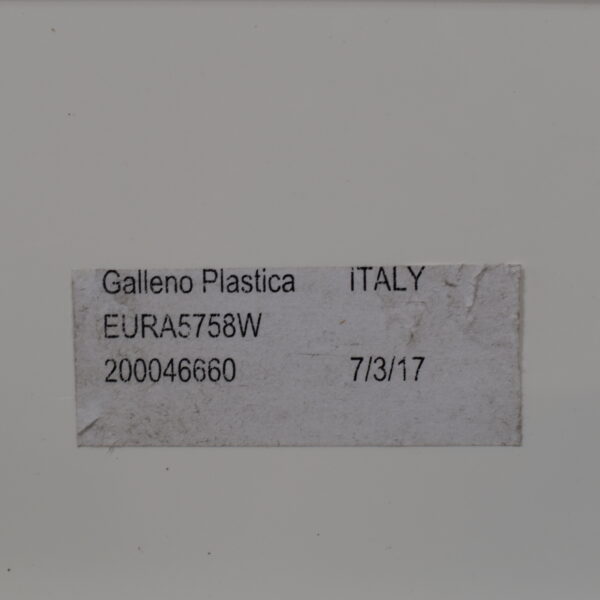 Galleno Plastica ITALY
EURA5758W
200046660 7/3/17